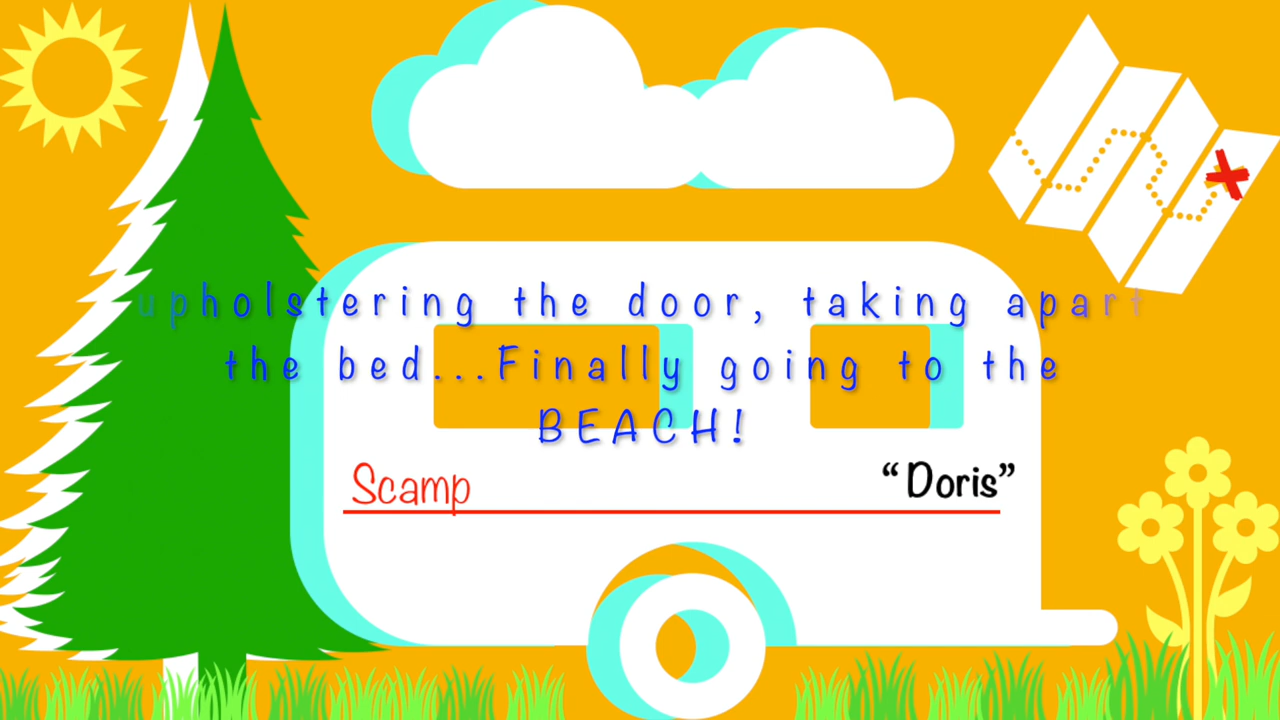 upholstering the door, taking apart
the bed...Finally going to the
BEACH!
Scamp
“Doris”